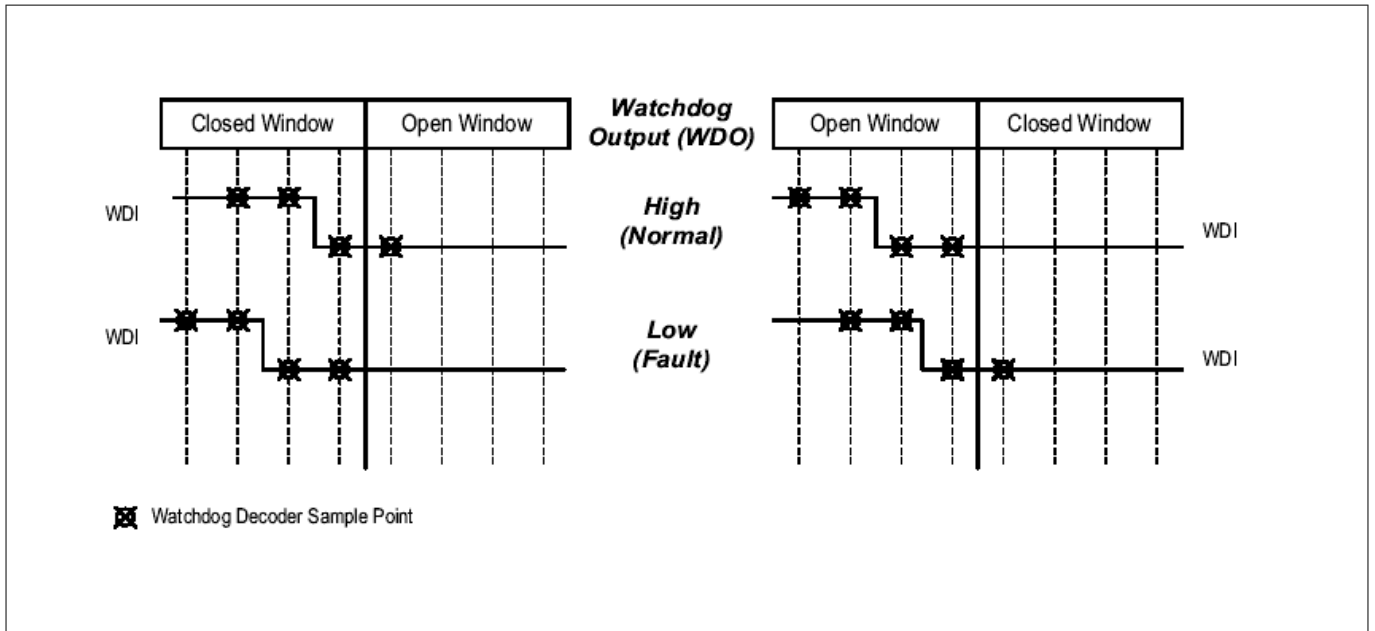 Closed Window
Open Window
Watchdog
Output (WDO)
Open Window
Closed Window
WDI
High
(Normal)
WDI
WDI
Low
(Fault)
WDI
Watchdog Decoder Sample Point